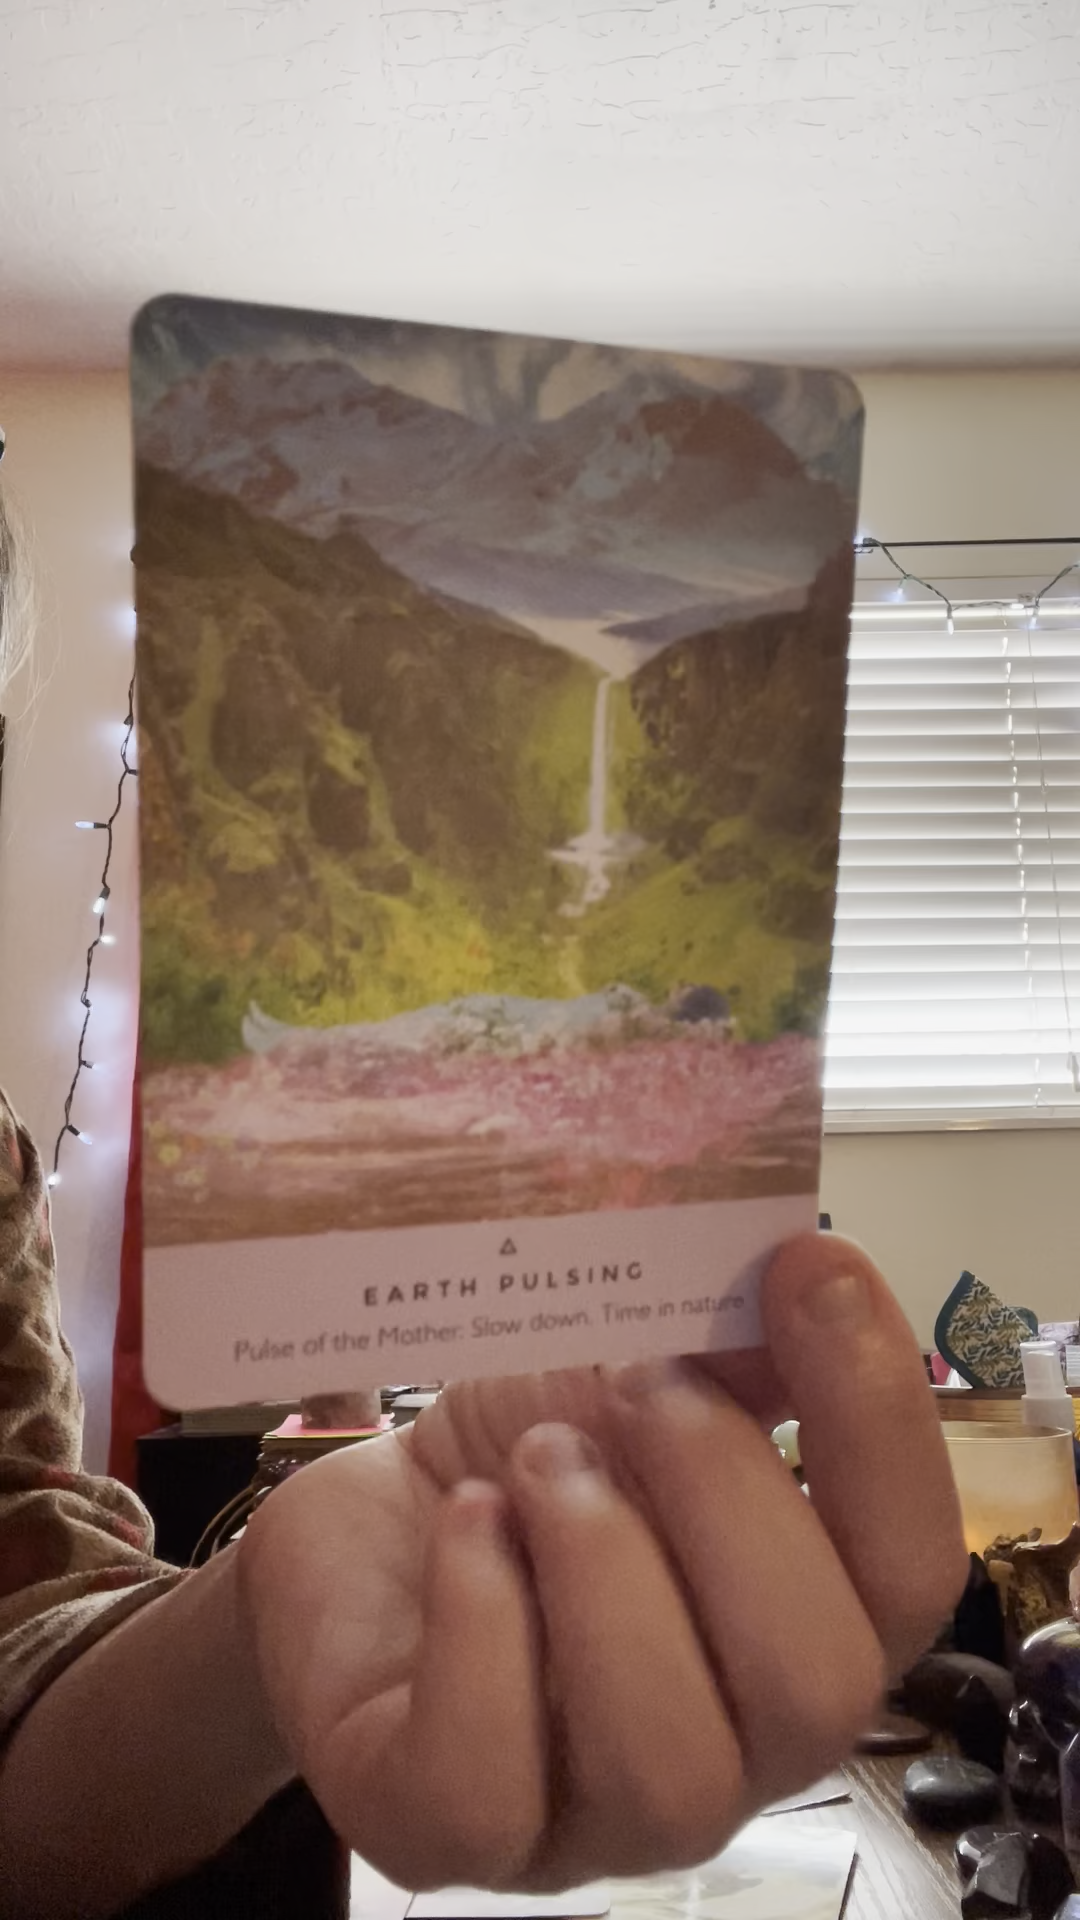 EARTH PULSING
Pulse of the Mother. Slow down. Time in nature